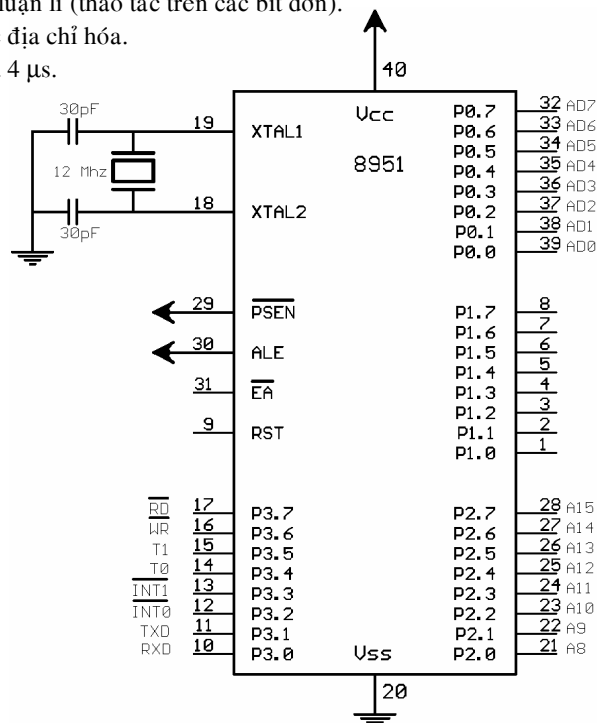 luận lí (thao tác trên các bit đơn).
địa chỉ hóa.
4 µs.
40
30pF
12 Mhz
30pF
19 XTAL1
18 XTAL2
Vcc
8951
P0.7 32 AD7
P0.6 33 AD6
P0.5 34 AD5
P0.4 35 AD4
P0.3 36 AD3
P0.2 37 AD2
P0.1 38 AD1
P0.0 39 AD0
29 PSEN
30 ALE
31 EA
9 RST
P1.7 8
P1.6 7
P1.5 6
P1.4 5
P1.3 4
P1.2 3
P1.1 2
P1.0 1
RD 17 P3.7
WR 16 P3.6
T1 15 P3.5
T0 14 P3.4
INT1 13 P3.3
INT0 12 P3.2
TXD 11 P3.1
RXD 10 P3.0
P2.7 28 A15
P2.6 27 A14
P2.5 26 A13
P2.4 25 A12
P2.3 24 A11
P2.2 23 A10
P2.1 22 A9
P2.0 21 A8
Vss
20